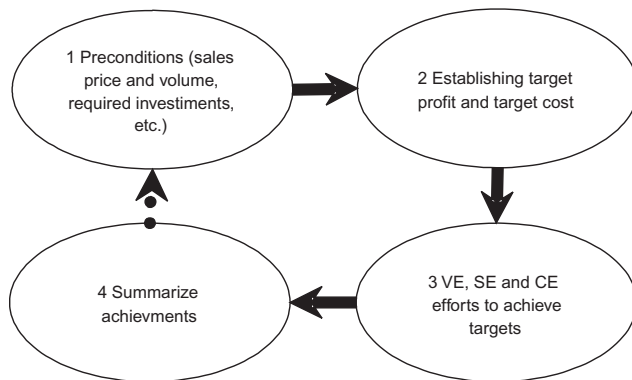 1 Preconditions (sales
price and volume,
required investiments,
etc.)
2 Establishing target
profit and target cost
3 VE, SE and CE
efforts to achieve
targets
4 Summarize
achievments